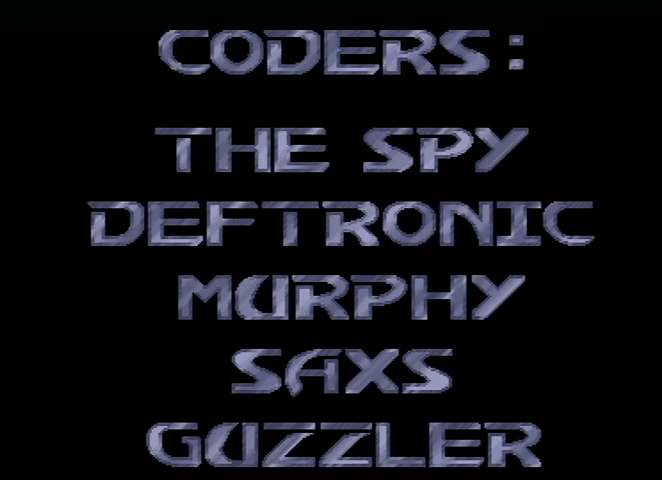 CODERS:
THE SPY
DEFTRONIC
MURPHY
SAXS
GUZZLER